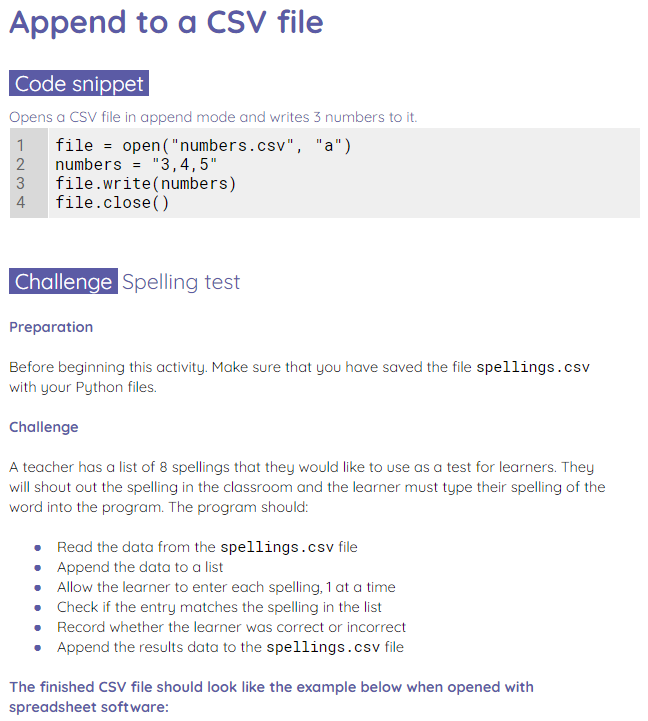 Append to a CSV file
Code snippet
Opens a CSV file in append mode and writes 3 numbers to it.
1 file = open("numbers.csv", "a")
2 numbers = "3,4,5"
3 file.write(numbers)
4 file.close()
Challenge Spelling test
Preparation
Before beginning this activity. Make sure that you have saved the file spellings.csv
with your Python files.
Challenge
A teacher has a list of 8 spellings that they would like to use as a test for learners. They
will shout out the spelling in the classroom and the learner must type their spelling of the
word into the program. The program should:
● Read the data from the spellings.csv file
● Append the data to a list
● Allow the learner to enter each spelling, 1 at a time
● Check if the entry matches the spelling in the list
● Record whether the learner was correct or incorrect
● Append the results data to the spellings.csv file
The finished CSV file should look like the example below when opened with
spreadsheet software: